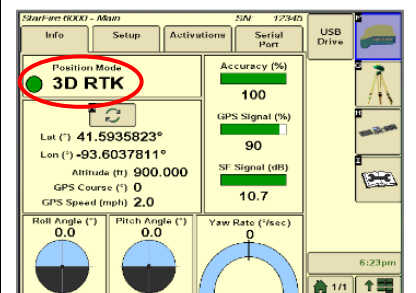 StarFire 6000 - Main SN: 12345
Info Setup Activations Serial Port
USB Drive
Position Mode
3D RTK
Accuracy (%)
100
GPS Signal (%)
90
SF Signal (dB)
10.7
Lat (°) 41.5935823°
Lon (°) -93.6037811°
Altitude (ft) 900.000
GPS Course (°) 0
GPS Speed (mph) 2.0
Roll Angle (°) Pitch Angle (°) Yaw Rate (°/sec)
0.0 0.0 0
6:23pm
1/1